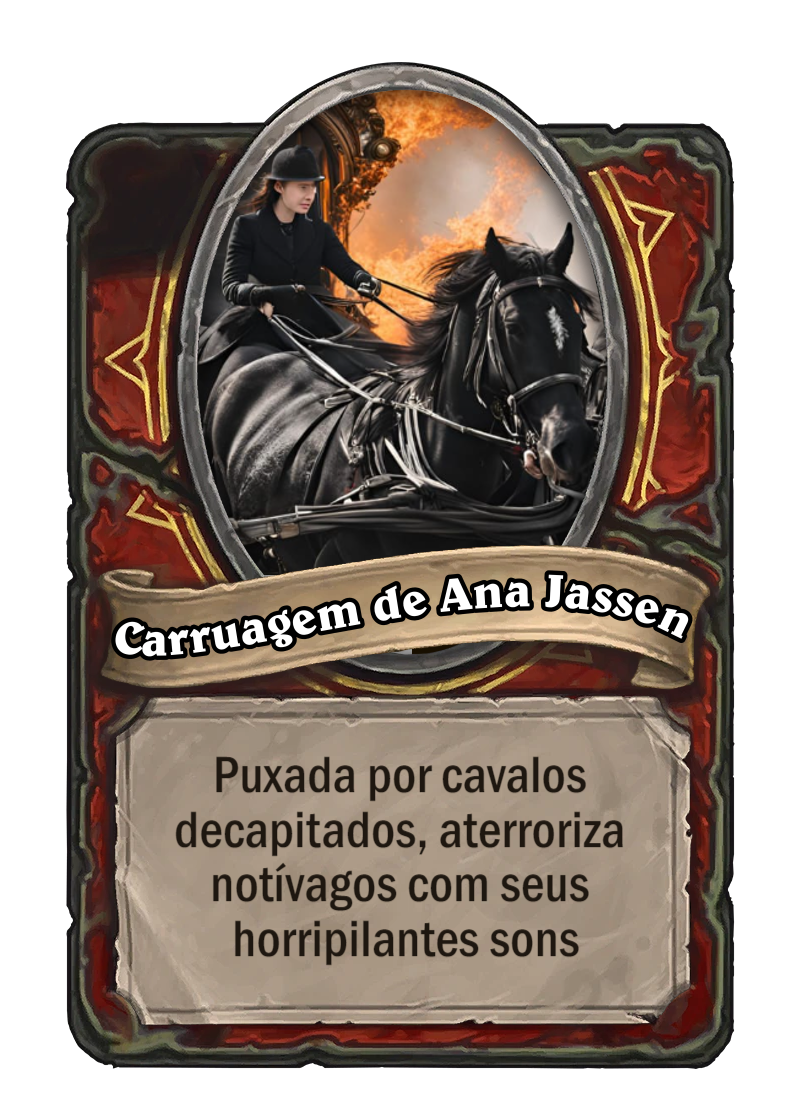 Carruagem de Ana Jassen
Puxada por cavalos
decapitados, aterroriza
notívagos com seus
horripilantes sons